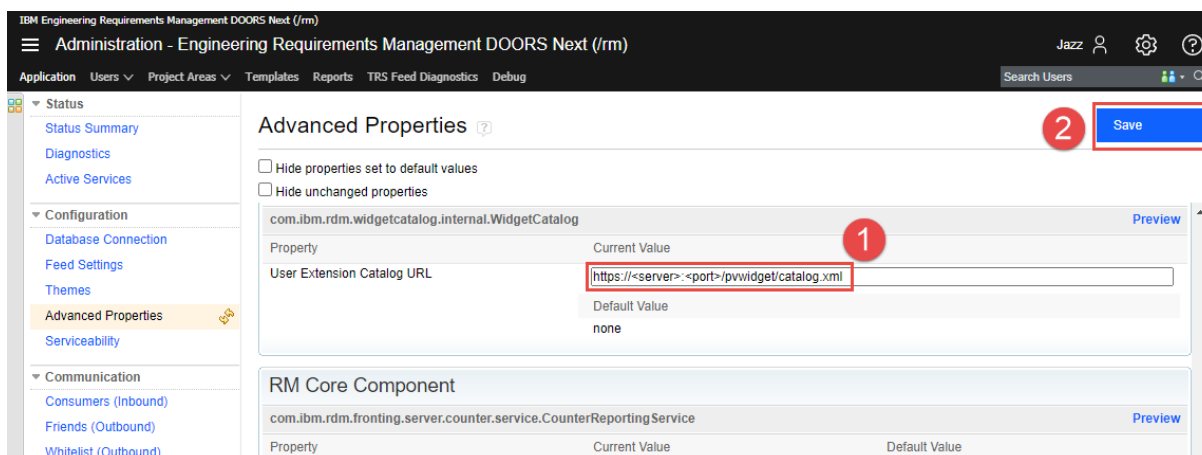 IBM Engineering Requirements Management DOORS Next (/rm)
Administration - Engineering Requirements Management DOORS Next (/rm)
Jazz
Application Users Project Areas Templates Reports TRS Feed Diagnostics Debug
Search Users
Status
Status Summary
Diagnostics
Active Services
Configuration
Database Connection
Feed Settings
Themes
Advanced Properties
Serviceability
Communication
Consumers (Inbound)
Friends (Outbound)
Whitelist (Outbound)
Advanced Properties ?
2
Save
Hide properties set to default values
Hide unchanged properties
com.ibm.rdm.widgetcatalog.internal.WidgetCatalog
Preview
Property Current Value
1
User Extension Catalog URL
https://<server>:<port>/pvwidget/catalog.xml
Default Value
none
RM Core Component
com.ibm.rdm.fronting.server.counter.service.CounterReportingService
Preview
Property Current Value Default Value